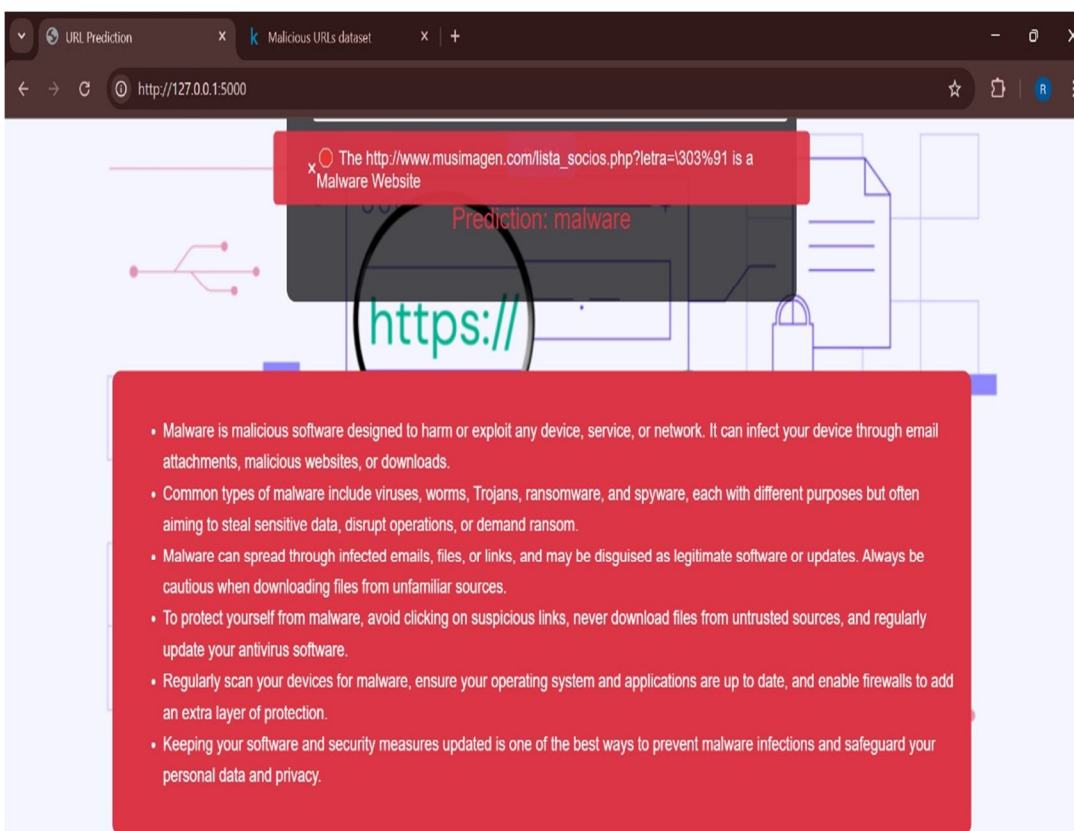 URL Prediction
k Malicious URLs dataset
http://127.0.0.1:5000
R
The http://www.musimagen.com/lista_socios.php?letra=\303%91 is a
Malware Website
Prediction: malware
https://
• Malware is malicious software designed to harm or exploit any device, service, or network. It can infect your device through email
attachments, malicious websites, or downloads.
• Common types of malware include viruses, worms, Trojans, ransomware, and spyware, each with different purposes but often
aiming to steal sensitive data, disrupt operations, or demand ransom.
• Malware can spread through infected emails, files, or links, and may be disguised as legitimate software or updates. Always be
cautious when downloading files from unfamiliar sources.
• To protect yourself from malware, avoid clicking on suspicious links, never download files from untrusted sources, and regularly
update your antivirus software.
• Regularly scan your devices for malware, ensure your operating system and applications are up to date, and enable firewalls to add
an extra layer of protection.
• Keeping your software and security measures updated is one of the best ways to prevent malware infections and safeguard your
personal data and privacy.